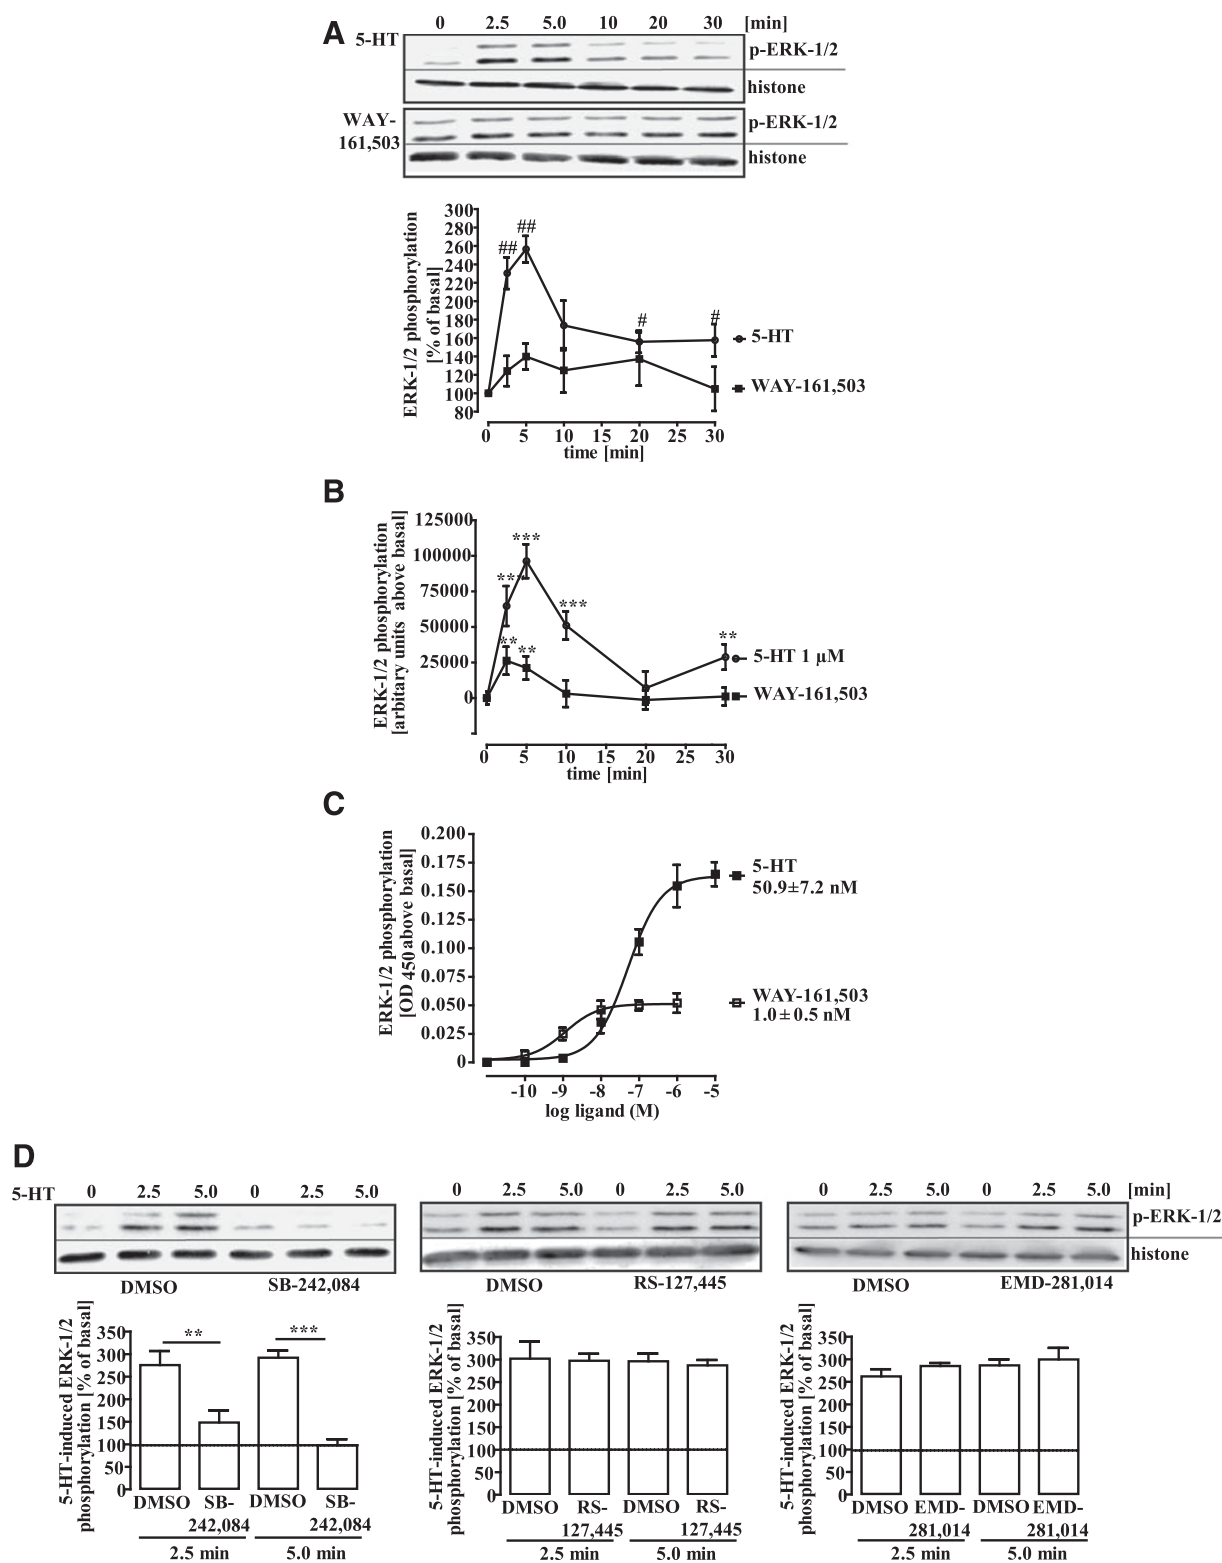 A
0 2.5 5.0 10 20 30 [min]
5-HT
p-ERK-1/2
histone
WAY-
161,503
p-ERK-1/2
histone
ERK-1/2 phosphorylation
[% of basal]
300
280
260
240
220
200
180
160
140
120
100
80
##
##
#
#
5-HT
WAY-161,503
0 5 10 15 20 25 30
time [min]
B
ERK-1/2 phosphorylation
[arbitary units above basal]
125000
100000
75000
50000
25000
0
***
**
***
**
**
**
5-HT 1 µM
WAY-161,503
0 5 10 15 20 25 30
time [min]
C
ERK-1/2 phosphorylation
[OD 450 above basal]
0.200
0.175
0.150
0.125
0.100
0.075
0.050
0.025
0
5-HT
50.9±7.2 nM
WAY-161,503
1.0±0.5 nM
-10 -9 -8 -7 -6 -5
log ligand (M)
D
5-HT 0 2.5 5.0 0 2.5 5.0
DMSO SB-242,084
0 2.5 5.0 0 2.5 5.0
DMSO RS-127,445
0 2.5 5.0 0 2.5 5.0 [min]
p-ERK-1/2
histone
DMSO EMD-281,014
5-HT-induced ERK-1/2
phosphorylation [% of basal]
350
300
250
200
150
100
50
0
**
***
DMSO SB- DMSO SB-
242,084 242,084
2.5 min 5.0 min
5-HT-induced ERK-1/2
phosphorylation [% of basal]
350
300
250
200
150
100
50
0
DMSO RS- DMSO RS-
127,445 127,445
2.5 min 5.0 min
5-HT-induced ERK-1/2
phosphorylation [% of basal]
350
300
250
200
150
100
50
0
DMSO EMD- DMSO EMD-
281,014 281,014
2.5 min 5.0 min